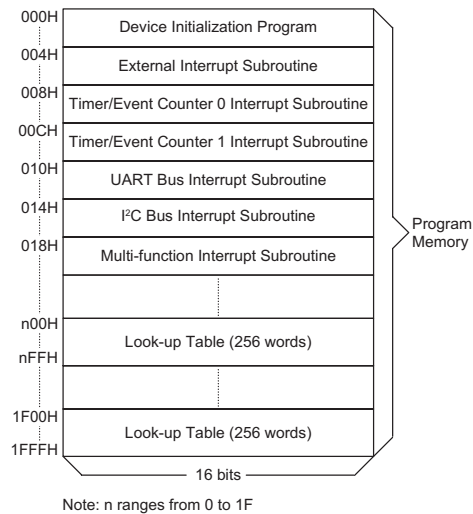 000H
Device Initialization Program
004H
External Interrupt Subroutine
008H
Timer/Event Counter 0 Interrupt Subroutine
00CH
Timer/Event Counter 1 Interrupt Subroutine
010H
UART Bus Interrupt Subroutine
014H
I²C Bus Interrupt Subroutine
018H
Multi-function Interrupt Subroutine
Program
Memory
n00H
Look-up Table (256 words)
nFFH
1F00H
Look-up Table (256 words)
1FFFH
16 bits
Note: n ranges from 0 to 1F